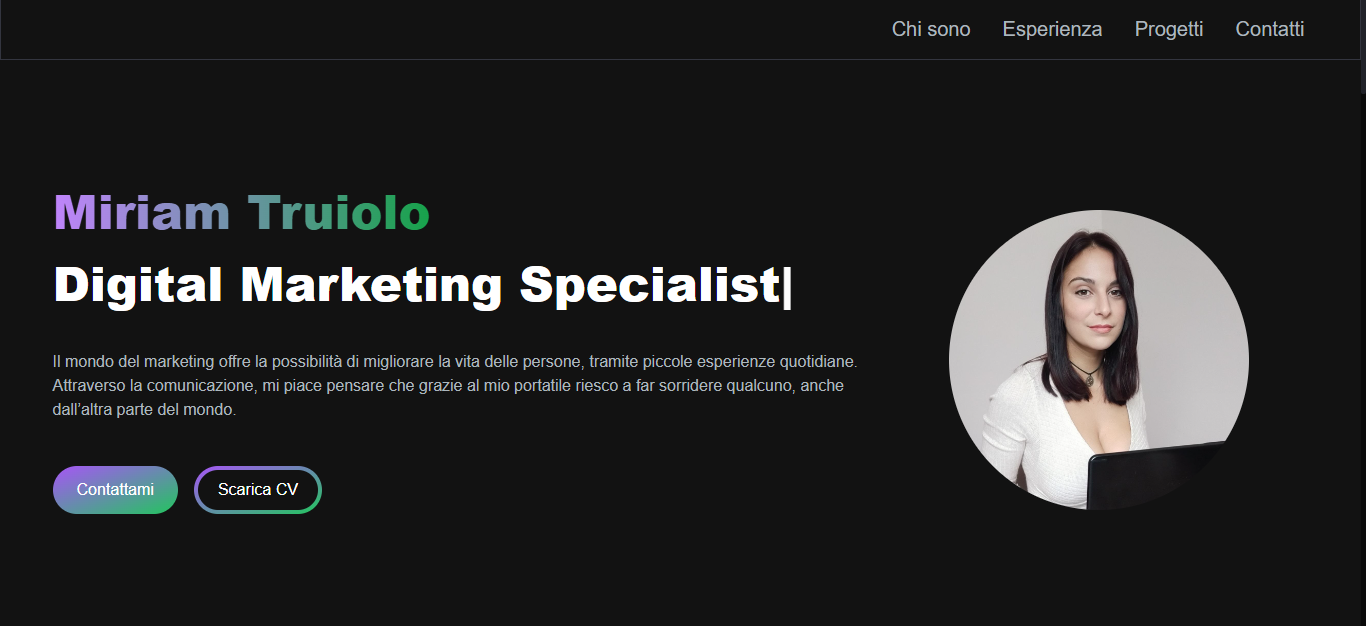 Chi sono Esperienza Progetti Contatti
Miriam Truiolo
Digital Marketing Specialist|
Il mondo del marketing offre la possibilità di migliorare la vita delle persone, tramite piccole esperienze quotidiane.
Attraverso la comunicazione, mi piace pensare che grazie al mio portatile riesco a far sorridere qualcuno, anche
dall’altra parte del mondo.
Contattami Scarica CV